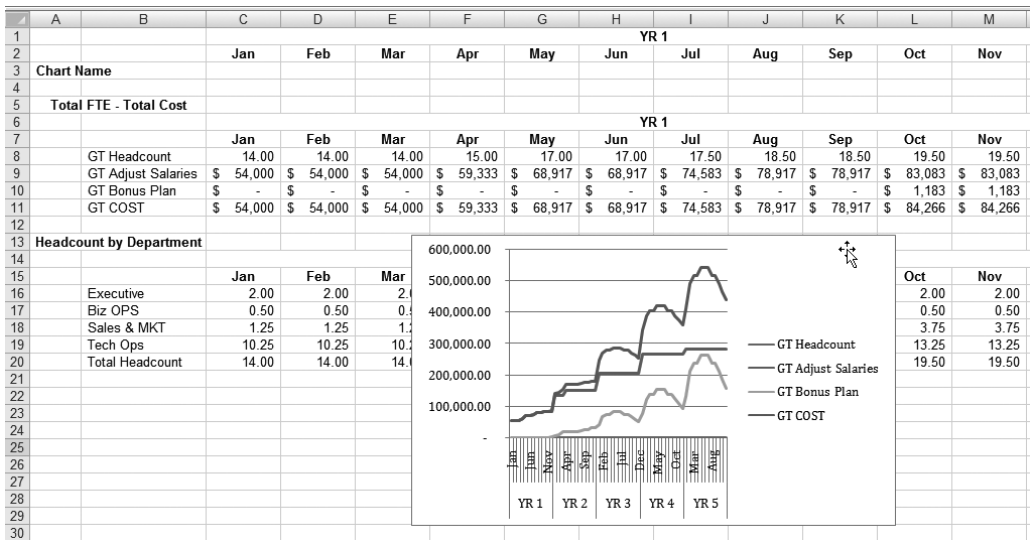 A B C D E F G H I J K L M
1 YR 1
2 Jan Feb Mar Apr May Jun Jul Aug Sep Oct Nov
3 Chart Name
4
5 Total FTE - Total Cost
6 YR 1
7 Jan Feb Mar Apr May Jun Jul Aug Sep Oct Nov
8 GT Headcount 14.00 14.00 14.00 15.00 17.00 17.00 17.50 18.50 18.50 19.50 19.50
9 GT Adjust Salaries $ 54,000 $ 54,000 $ 54,000 $ 59,333 $ 68,917 $ 68,917 $ 74,583 $ 78,917 $ 78,917 $ 83,083 $ 83,083
10 GT Bonus Plan $ - $ - $ - $ - $ - $ - $ - $ - $ - $ 1,183 $ 1,183
11 GT COST $ 54,000 $ 54,000 $ 54,000 $ 59,333 $ 68,917 $ 68,917 $ 74,583 $ 78,917 $ 78,917 $ 84,266 $ 84,266
12
13 Headcount by Department
14
15 Jan Feb Mar Oct Nov
16 Executive 2.00 2.00 2.00 2.00
17 Biz OPS 0.50 0.50 0.50 0.50
18 Sales & MKT 1.25 1.25 3.75 3.75
19 Tech Ops 10.25 10.25 13.25 13.25
20 Total Headcount 14.00 14.00 19.50 19.50
21
22
23
24
25
26
27
28
29
30
600,000.00
500,000.00
400,000.00
300,000.00
200,000.00
100,000.00
-
GT Headcount
GT Adjust Salaries
GT Bonus Plan
GT COST
Jan Jun Nov Apr Sep Feb Jul Dec May Oct Mar Aug
YR 1 YR 2 YR 3 YR 4 YR 5